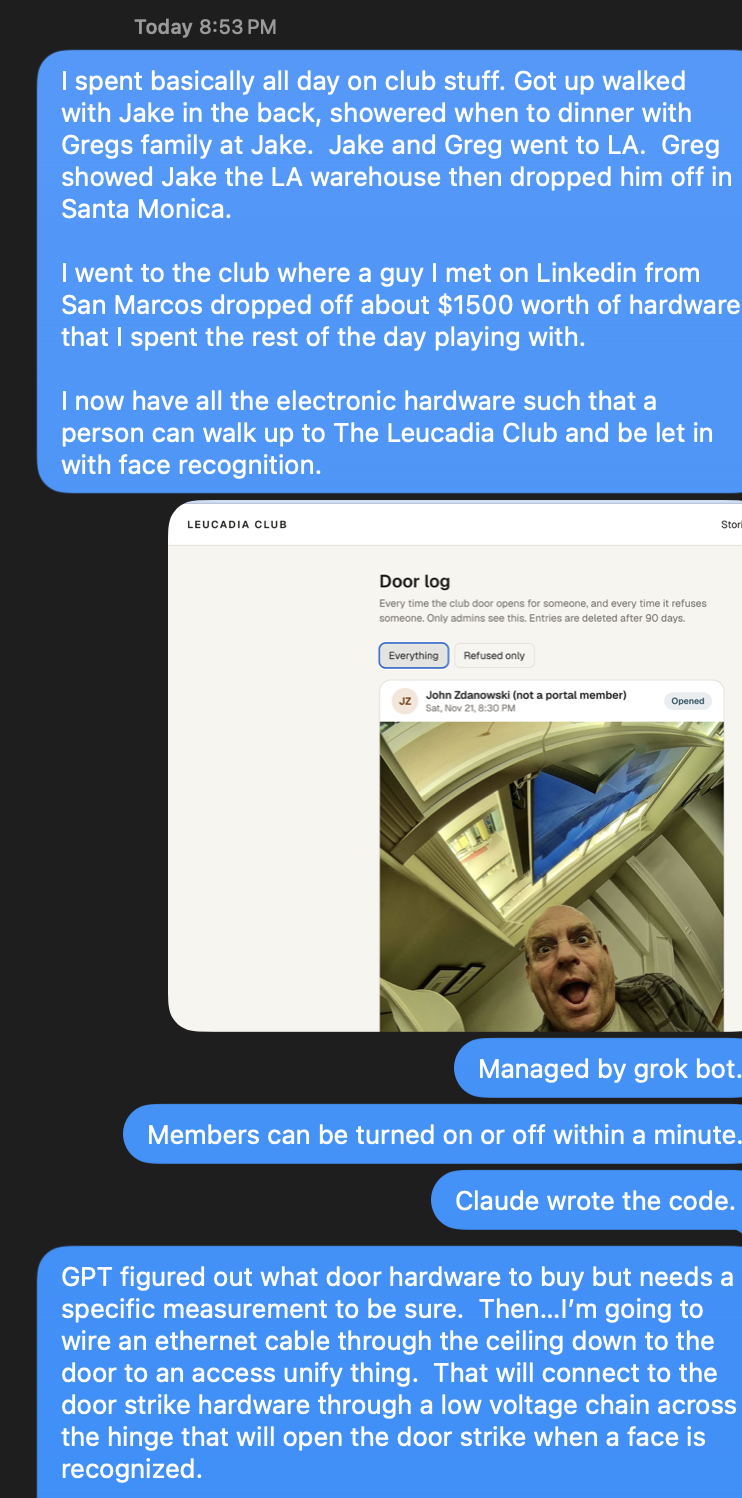 Today 8:53 PM
I spent basically all day on club stuff. Got up walked
with Jake in the back, showered when to dinner with
Gregs family at Jake.  Jake and Greg went to LA.  Greg
showed Jake the LA warehouse then dropped him off in
Santa Monica.
I went to the club where a guy I met on Linkedin from
San Marcos dropped off about $1500 worth of hardware
that I spent the rest of the day playing with.
I now have all the electronic hardware such that a
person can walk up to The Leucadia Club and be let in
with face recognition.
LEUCADIA CLUB
Stori
Door log
Every time the club door opens for someone, and every time it refuses
someone. Only admins see this. Entries are deleted after 90 days.
Everything
Refused only
JZ
John Zdanowski (not a portal member)
Sat, Nov 21, 8:30 PM
Opened
Managed by grok bot.
Members can be turned on or off within a minute.
Claude wrote the code.
GPT figured out what door hardware to buy but needs a
specific measurement to be sure.  Then...I'm going to
wire an ethernet cable through the ceiling down to the
door to an access unify thing.  That will connect to the
door strike hardware through a low voltage chain across
the hinge that will open the door strike when a face is
recognized.